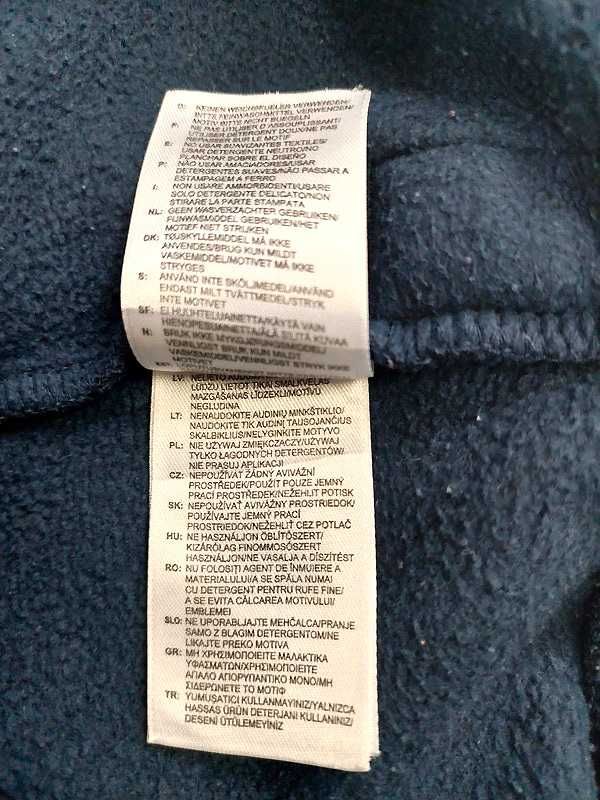 D: KEINEN WEICHSPUELER VERWENDEN/
BITTE FEINWASCHMITTEL VERWENDEN/
MOTIV BITTE NICHT BUEGELN
F: NE PAS UTILISER D'ASSOUPLISSANT/
UTILISER DETERGENT DOUX/NE PAS
REPASSER SUR LE MOTIF
E: NO USAR SUAVIZANTES TEXTILES/
USAR DETERGENTE NEUTRO/NO
PLANCHAR SOBRE EL DISEÑO
P: NÃO USAR AMACIADORES/USAR
DETERGENTES SUAVES/NÃO PASSAR A
ESTAMPAGEM A FERRO
I: NON USARE AMMORBIDENTI/USARE
SOLO DETERGENTE DELICATO/NON
STIRARE LA PARTE STAMPATA
NL: GEEN WASVERZACHTER GEBRUIKEN/
FIJNWASMIDDEL GEBRUIKEN/HET
MOTIEF NIET STRIJKEN
DK: TØJSKYLLEMIDDEL MÅ IKKE
ANVENDES/BRUG KUN MILDT
VASKEMIDDEL/MOTIVET MÅ IKKE
STRYGES
S: ANVÄND INTE SKÖLJMEDEL/ANVÄND
ENDAST MILT TVÄTTMEDEL/STRYK
INTE MOTIVET
SF: EI HUUHTELUAINETTA/KÄYTÄ VAIN
HIENOPESUAINETTA/ÄLÄ SILITÄ KUVAA
N: BRUK IKKE MYKGJØRINGSMIDDEL/
VENNLIGST BRUK KUN MILDT
VASKEMIDDEL/VENNLIGST STRYK IKKE
MOTIVET
LV: NELIETO
LŪDZU LIETOT TIKAI SMALKVEĻAS
MAZGĀŠANAS LĪDZEKLI/MOTĪVU
NEGLUDINA
LT: NENAUDOKITE AUDINIŲ MINKŠTIKLIO/
NAUDOKITE TIK AUDINĮ TAUSOJANČIUS
SKALBIKLIUS/NELYGINKITE MOTYVO
PL: NIE UŻYWAJ ZMIĘKCZACZY/UŻYWAJ
TYLKO ŁAGODNYCH DETERGENTÓW/
NIE PRASUJ APLIKACJI
CZ: NEPOUŽÍVAT ŽÁDNÝ AVIVÁŽNÍ
PROSTŘEDEK/POUŽÍT POUZE JEMNÝ
PRACÍ PROSTŘEDEK/NEŽEHLIT POTISK
SK: NEPOUŽÍVAŤ AVIVÁŽNY PROSTRIEDOK/
POUŽÍVAJTE JEMNÝ PRACÍ
PROSTRIEDOK/NEŽEHLIŤ CEZ POTLAČ
HU: NE HASZNÁLJON ÖBLÍTŐSZERT/
KIZÁRÓLAG FINOMMOSÓSZERT
HASZNÁLJON/NE VASALJA A DÍSZÍTÉST
RO: NU FOLOSIȚI AGENT DE ÎNMUIERE A
MATERIALULUI/A SE SPĂLA NUMAI
CU DETERGENT PENTRU RUFE FINE/
A SE EVITA CĂLCAREA MOTIVULUI/
EMBLEMEI
SLO: NE UPORABLJAJTE MEHČALCA/PRANJE
SAMO Z BLAGIM DETERGENTOM/NE
LIKAJTE PREKO MOTIVA
GR: ΜΗ ΧΡΗΣΙΜΟΠΟΙΕΙΤΕ ΜΑΛΑΚΤΙΚΑ
ΥΦΑΣΜΑΤΩΝ/ΧΡΗΣΙΜΟΠΟΙΕΙΤΕ
ΑΠΑΛΟ ΑΠΟΡΥΠΑΝΤΙΚΟ ΜΟΝΟ/ΜΗ
ΣΙΔΕΡΩΝΕΤΕ ΤΟ ΜΟΤΙΦ
TR: YUMUŞATICI KULLANMAYINIZ/YALNIZCA
HASSAS ÜRÜN DETERJANI KULLANINIZ/
DESENİ ÜTÜLEMEYİNİZ